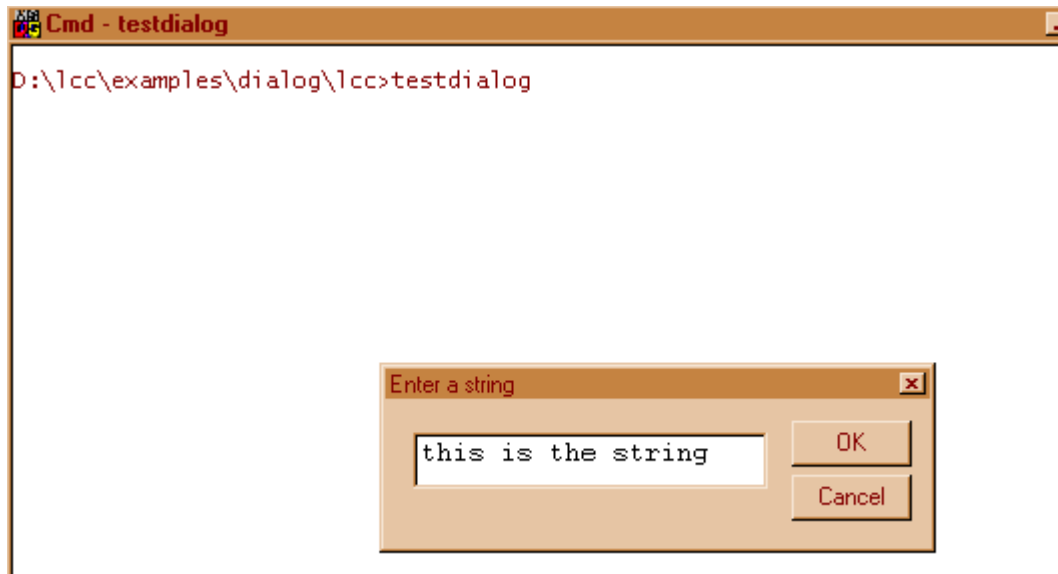 Cmd - testdialog
D:\lcc\examples\dialog\lcc>testdialog
Enter a string
this is the string
OK
Cancel